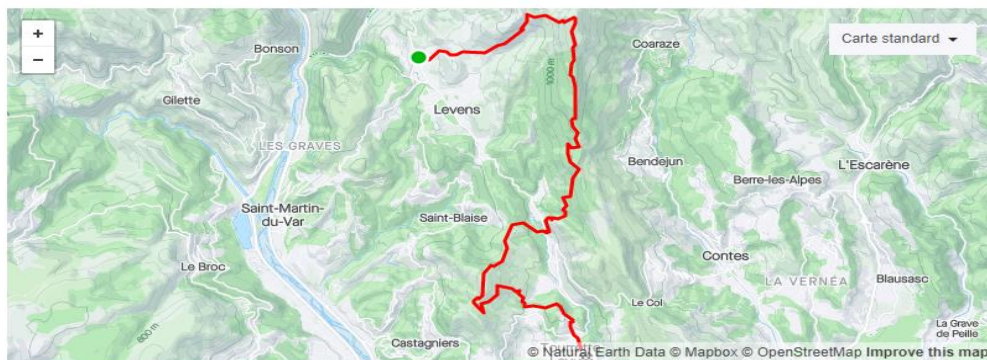 +
−
Carte standard
Bonson
Coaraze
Gilette
Levens
LES GRAVES
L'Escarène
Bendejun
Berre-les-Alpes
Saint-Martin-
du-Var
Saint-Blaise
Contes
Le Broc
LA VERNÉA
Blausasc
1000 m
Le Col
800 m
La Grave
de Peille
Castagniers
© Natural Earth Data © Mapbox © OpenStreetMap Improve this map